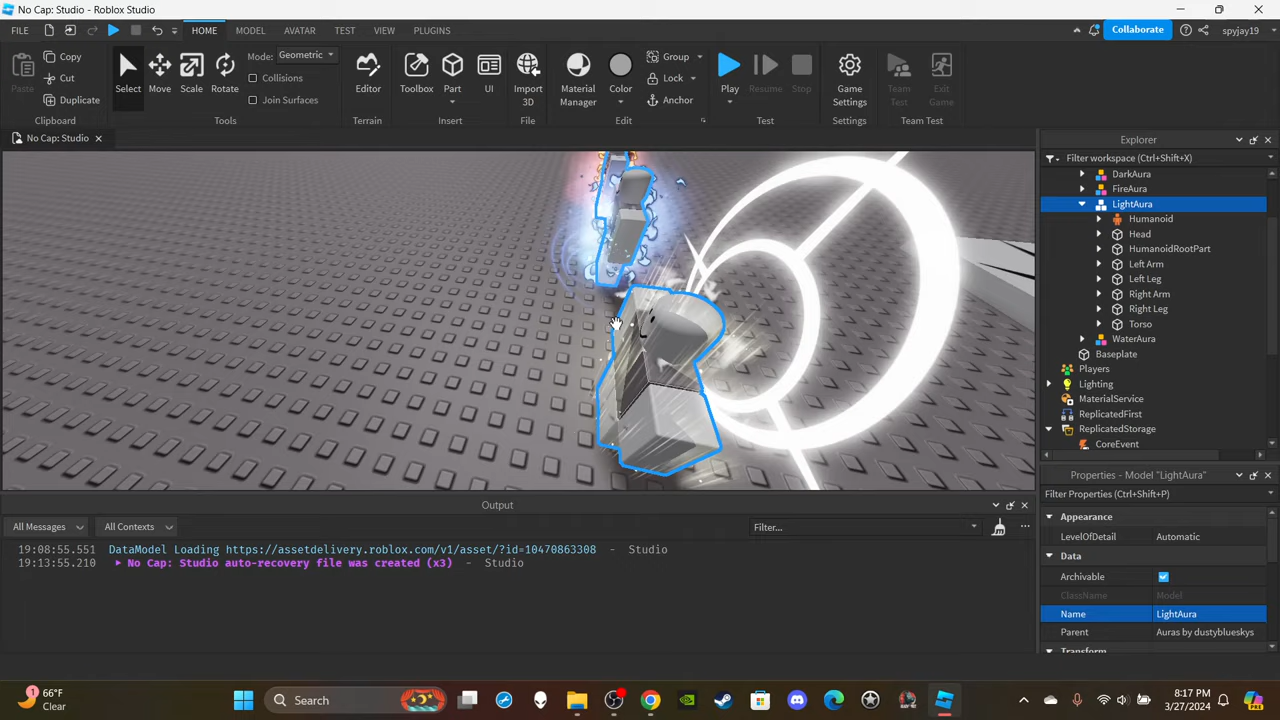 No Cap: Studio - Roblox Studio
FILE
HOME MODEL AVATAR TEST VIEW PLUGINS
Collaborate
spyjay19
Paste
Copy
Cut
Duplicate
Clipboard
Select
Move
Scale
Rotate
Mode: Geometric
Collisions
Join Surfaces
Tools
Editor
Terrain
Toolbox
Part
UI
Insert
Import
3D
File
Material
Manager
Color
Group
Lock
Anchor
Edit
Play
Resume
Stop
Test
Game
Settings
Settings
Team
Test
Exit
Game
Team Test
No Cap: Studio
Explorer
Filter workspace (Ctrl+Shift+X)
DarkAura
FireAura
LightAura
Humanoid
Head
HumanoidRootPart
Left Arm
Left Leg
Right Arm
Right Leg
Torso
WaterAura
Baseplate
Players
Lighting
MaterialService
ReplicatedFirst
ReplicatedStorage
CoreEvent
Properties - Model "LightAura"
Filter Properties (Ctrl+Shift+P)
Appearance
LevelOfDetail Automatic
Data
Archivable
ClassName Model
Name LightAura
Parent Auras by dustyblueskys
Transform
Output
All Messages All Contexts Filter...
19:08:55.551 DataModel Loading https://assetdelivery.roblox.com/v1/asset/?id=10470863308 - Studio
19:13:55.210 No Cap: Studio auto-recovery file was created (x3) - Studio
1
66°F
Clear
Search
8:17 PM
3/27/2024